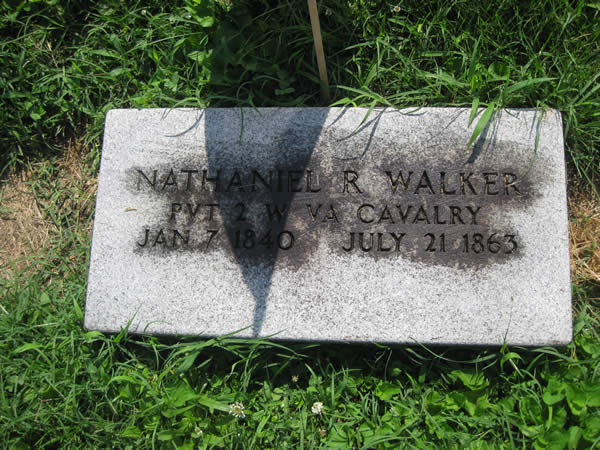 NATHANIEL R WALKER
PVT 2 W VA CAVALRY
JAN 7 1840 JULY 21 1863